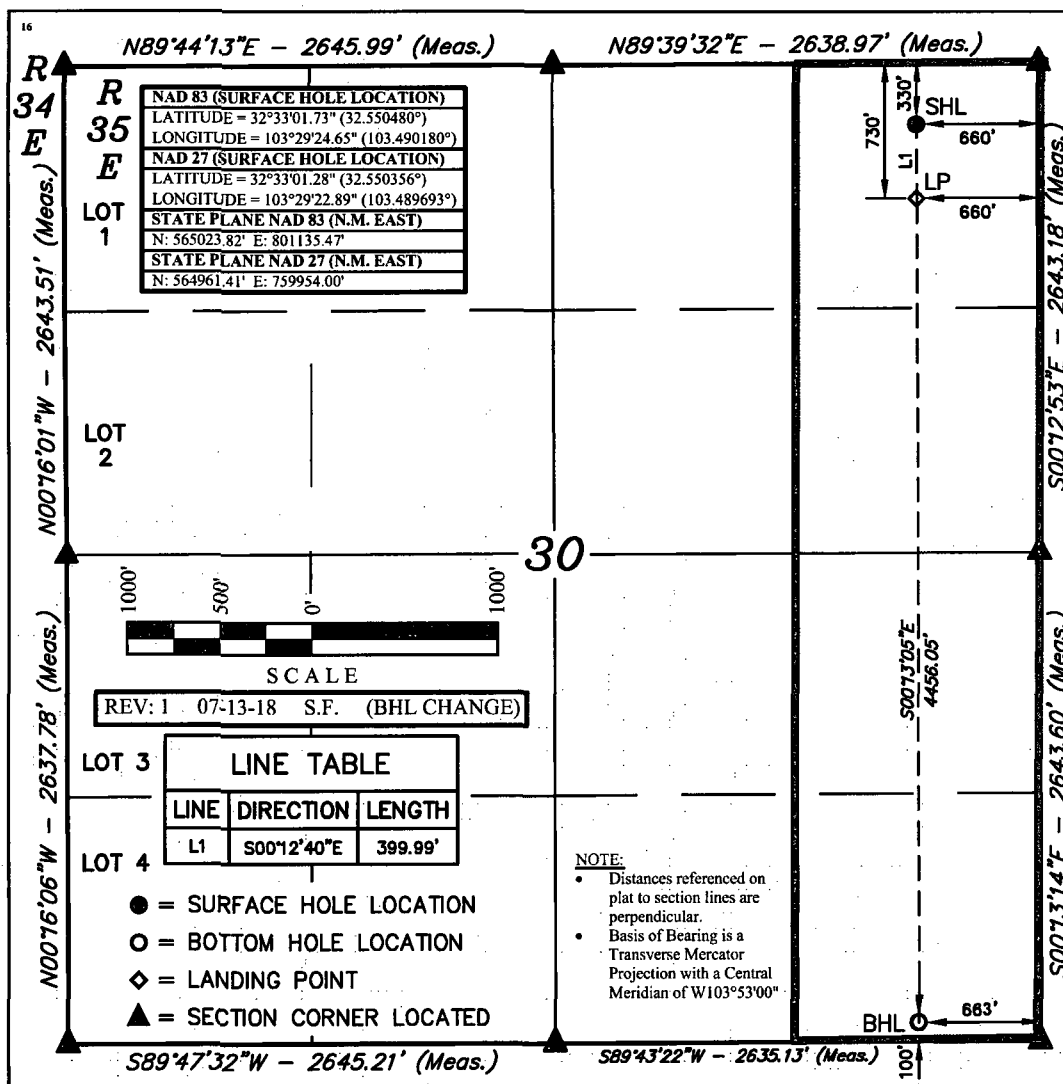 16
N89°44'13"E - 2645.99' (Meas.)
N89°39'32"E - 2638.97' (Meas.)
R
34
E
R
35
E
NAD 83 (SURFACE HOLE LOCATION)
LATITUDE = 32°33'01.73" (32.550480°)
LONGITUDE = 103°29'24.65" (103.490180°)
NAD 27 (SURFACE HOLE LOCATION)
LATITUDE = 32°33'01.28" (32.550356°)
LONGITUDE = 103°29'22.89" (103.489693°)
STATE PLANE NAD 83 (N.M. EAST)
N: 565023.82' E: 801135.47'
STATE PLANE NAD 27 (N.M. EAST)
N: 564961.41' E: 759954.00'
LOT
1
730'
330'
SHL
660'
L1
LP
660'
N00°16'01"W - 2643.51' (Meas.)
S00°12'53"E - 2643.18' (Meas.)
LOT
2
30
1000'
500'
0'
1000'
SCALE
REV: 1 07-13-18 S.F. (BHL CHANGE)
S00°13'05"E
4456.05'
N00°16'06"W - 2637.78' (Meas.)
S00°13'14"E - 2643.60' (Meas.)
LOT 3
LINE TABLE
LINE DIRECTION LENGTH
L1 S00°12'40"E 399.99'
LOT 4
= SURFACE HOLE LOCATION
= BOTTOM HOLE LOCATION
= LANDING POINT
= SECTION CORNER LOCATED
NOTE:
• Distances referenced on
plat to section lines are
perpendicular.
• Basis of Bearing is a
Transverse Mercator
Projection with a Central
Meridian of W103°53'00"
BHL
663'
100'
S89°47'32"W - 2645.21' (Meas.)
S89°43'22"W - 2635.13' (Meas.)